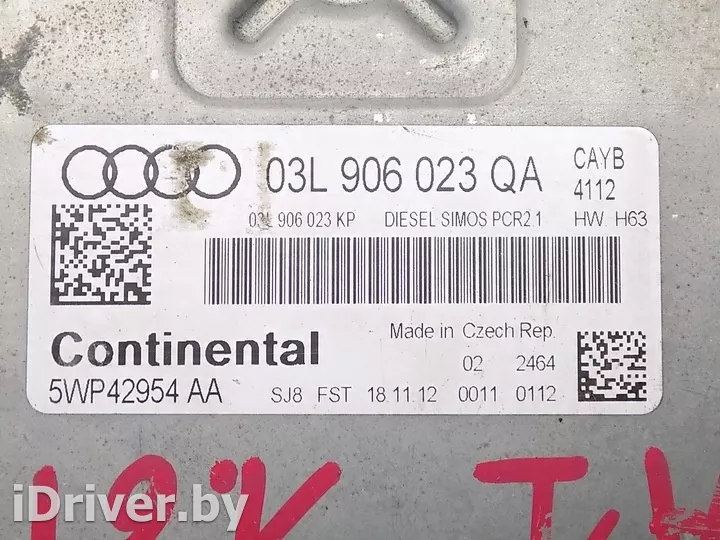 03L 906 023 QA
CAYB
4112
03L 906 023 KP DIESEL SIMOS PCR2.1 HW. H63
Continental
Made in Czech Rep.
02 2464
5WP42954 AA
SJ8 FST 18.11.12 0011 0112
iDriver.by